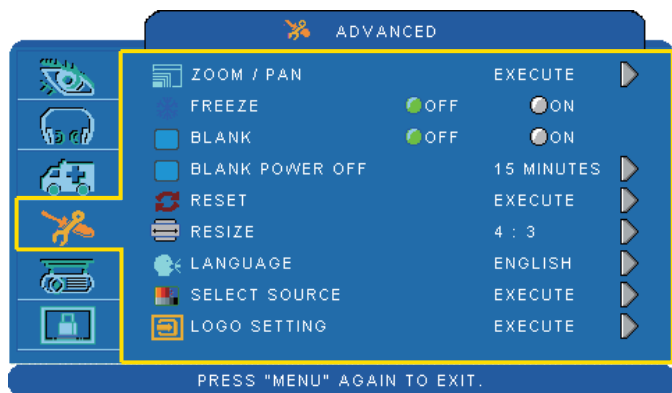 ADVANCED
ZOOM / PAN EXECUTE
FREEZE OFF ON
BLANK OFF ON
BLANK POWER OFF 15 MINUTES
RESET EXECUTE
RESIZE 4 : 3
LANGUAGE ENGLISH
SELECT SOURCE EXECUTE
LOGO SETTING EXECUTE
PRESS "MENU" AGAIN TO EXIT.